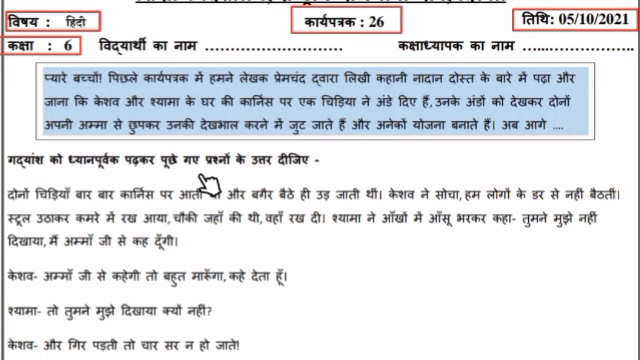 विषय : हिंदी
कार्यपत्रक : 26
तिथि: 05/10/2021
कक्षा : 6 विद्यार्थी का नाम ........................... कक्षाध्यापक का नाम ......................
प्यारे बच्चों! पिछले कार्यपत्रक में हमने लेखक प्रेमचंद द्वारा लिखी कहानी नादान दोस्त के बारे में पढ़ा और
जाना कि केशव और श्यामा के घर की कार्निस पर एक चिड़िया ने अंडे दिए हैं, उनके अंडों को देखकर दोनों
अपनी अम्मा से छुपकर उनकी देखभाल करने में जुट जाते हैं और अनेकों योजना बनाते हैं। अब आगे ....
गद्यांश को ध्यानपूर्वक पढ़कर पूछे गए प्रश्नों के उत्तर दीजिए -
दोनों चिड़ियाँ बार बार कार्निस पर आतीं और बगैर बैठे ही उड़ जाती थीं। केशव ने सोचा, हम लोगों के डर से नहीं बैठतीं।
स्टूल उठाकर कमरे में रख आया, चौकी जहाँ की थी, वहाँ रख दी। श्यामा ने आँखों में आँसू भरकर कहा- तुमने मुझे नहीं
दिखाया, मैं अम्माँ जी से कह दूँगी।
केशव- अम्माँ जी से कहेगी तो बहुत मारूँगा, कहे देता हूँ।
श्यामा- तो तुमने मुझे दिखाया क्यों नहीं?
केशव- और गिर पड़ती तो चार सर न हो जाते!